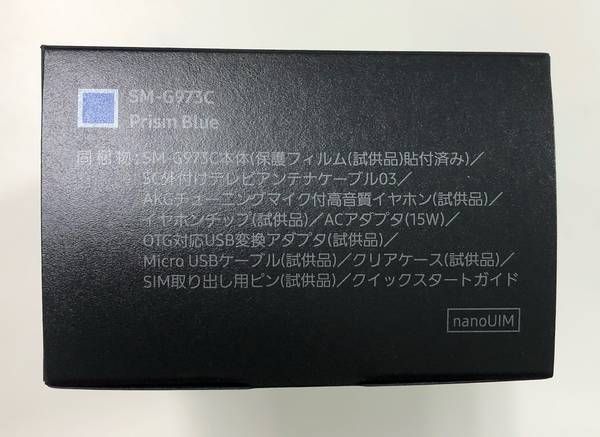 SM-G973C
Prism Blue
同梱物:SM-G973C本体(保護フィルム(試供品)貼付済み)／
SC外付けテレビアンテナケーブル03／
AKGチューニングマイク付高音質イヤホン(試供品)／
イヤホンチップ(試供品)／ACアダプタ(15W)／
OTG対応USB変換アダプタ(試供品)／
Micro USBケーブル(試供品)／クリアケース(試供品)／
SIM取り出し用ピン(試供品)／クイックスタートガイド
nanoUIM